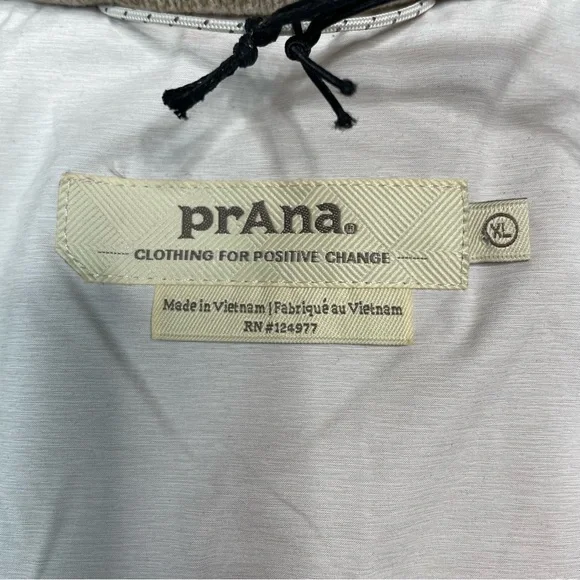 prAna®
CLOTHING FOR POSITIVE CHANGE
XL
Made in Vietnam | Fabriqué au Vietnam
RN #124977